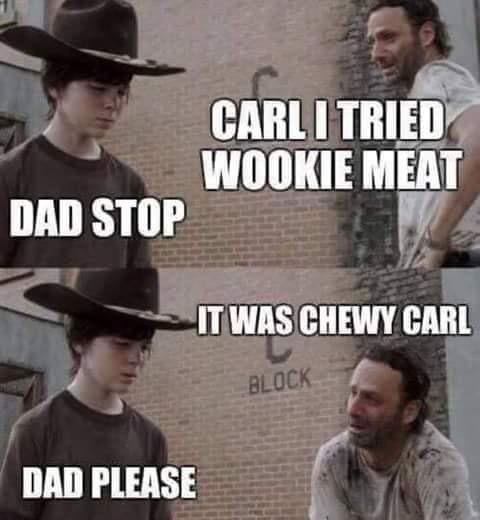 CARL I TRIED
WOOKIE MEAT
DAD STOP
IT WAS CHEWY CARL
C
BLOCK
DAD PLEASE